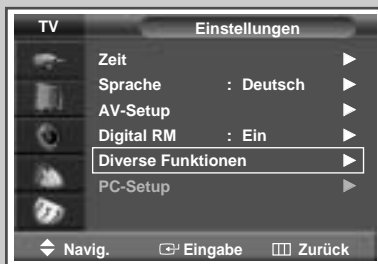 TV Einstellungen
Zeit
Sprache : Deutsch
AV-Setup
Digital RM : Ein
Diverse Funktionen
PC-Setup
Navig. Eingabe Zurück